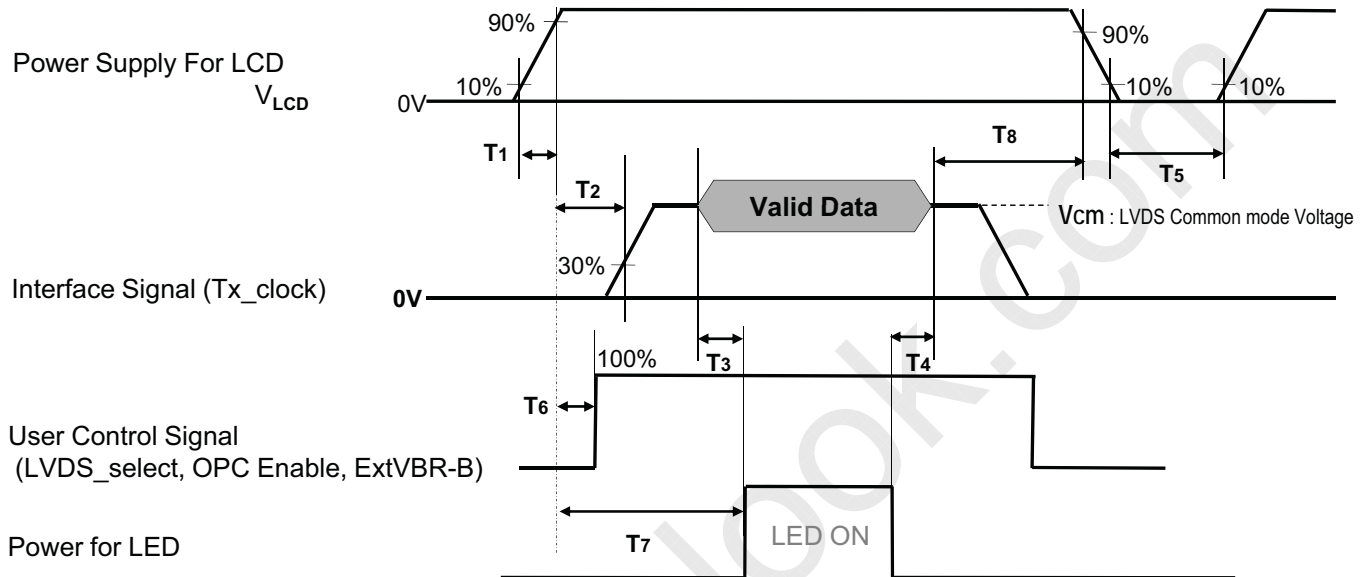 90%
90%
Power Supply For LCD
VLCD
10%
10%
10%
0V
T1
T8
T5
T2
Valid Data
Vcm : LVDS Common mode Voltage
30%
Interface Signal (Tx_clock)
0V
T3
T4
100%
T6
User Control Signal
(LVDS_select, OPC Enable, ExtVBR-B)
T7
LED ON
Power for LED
look.com